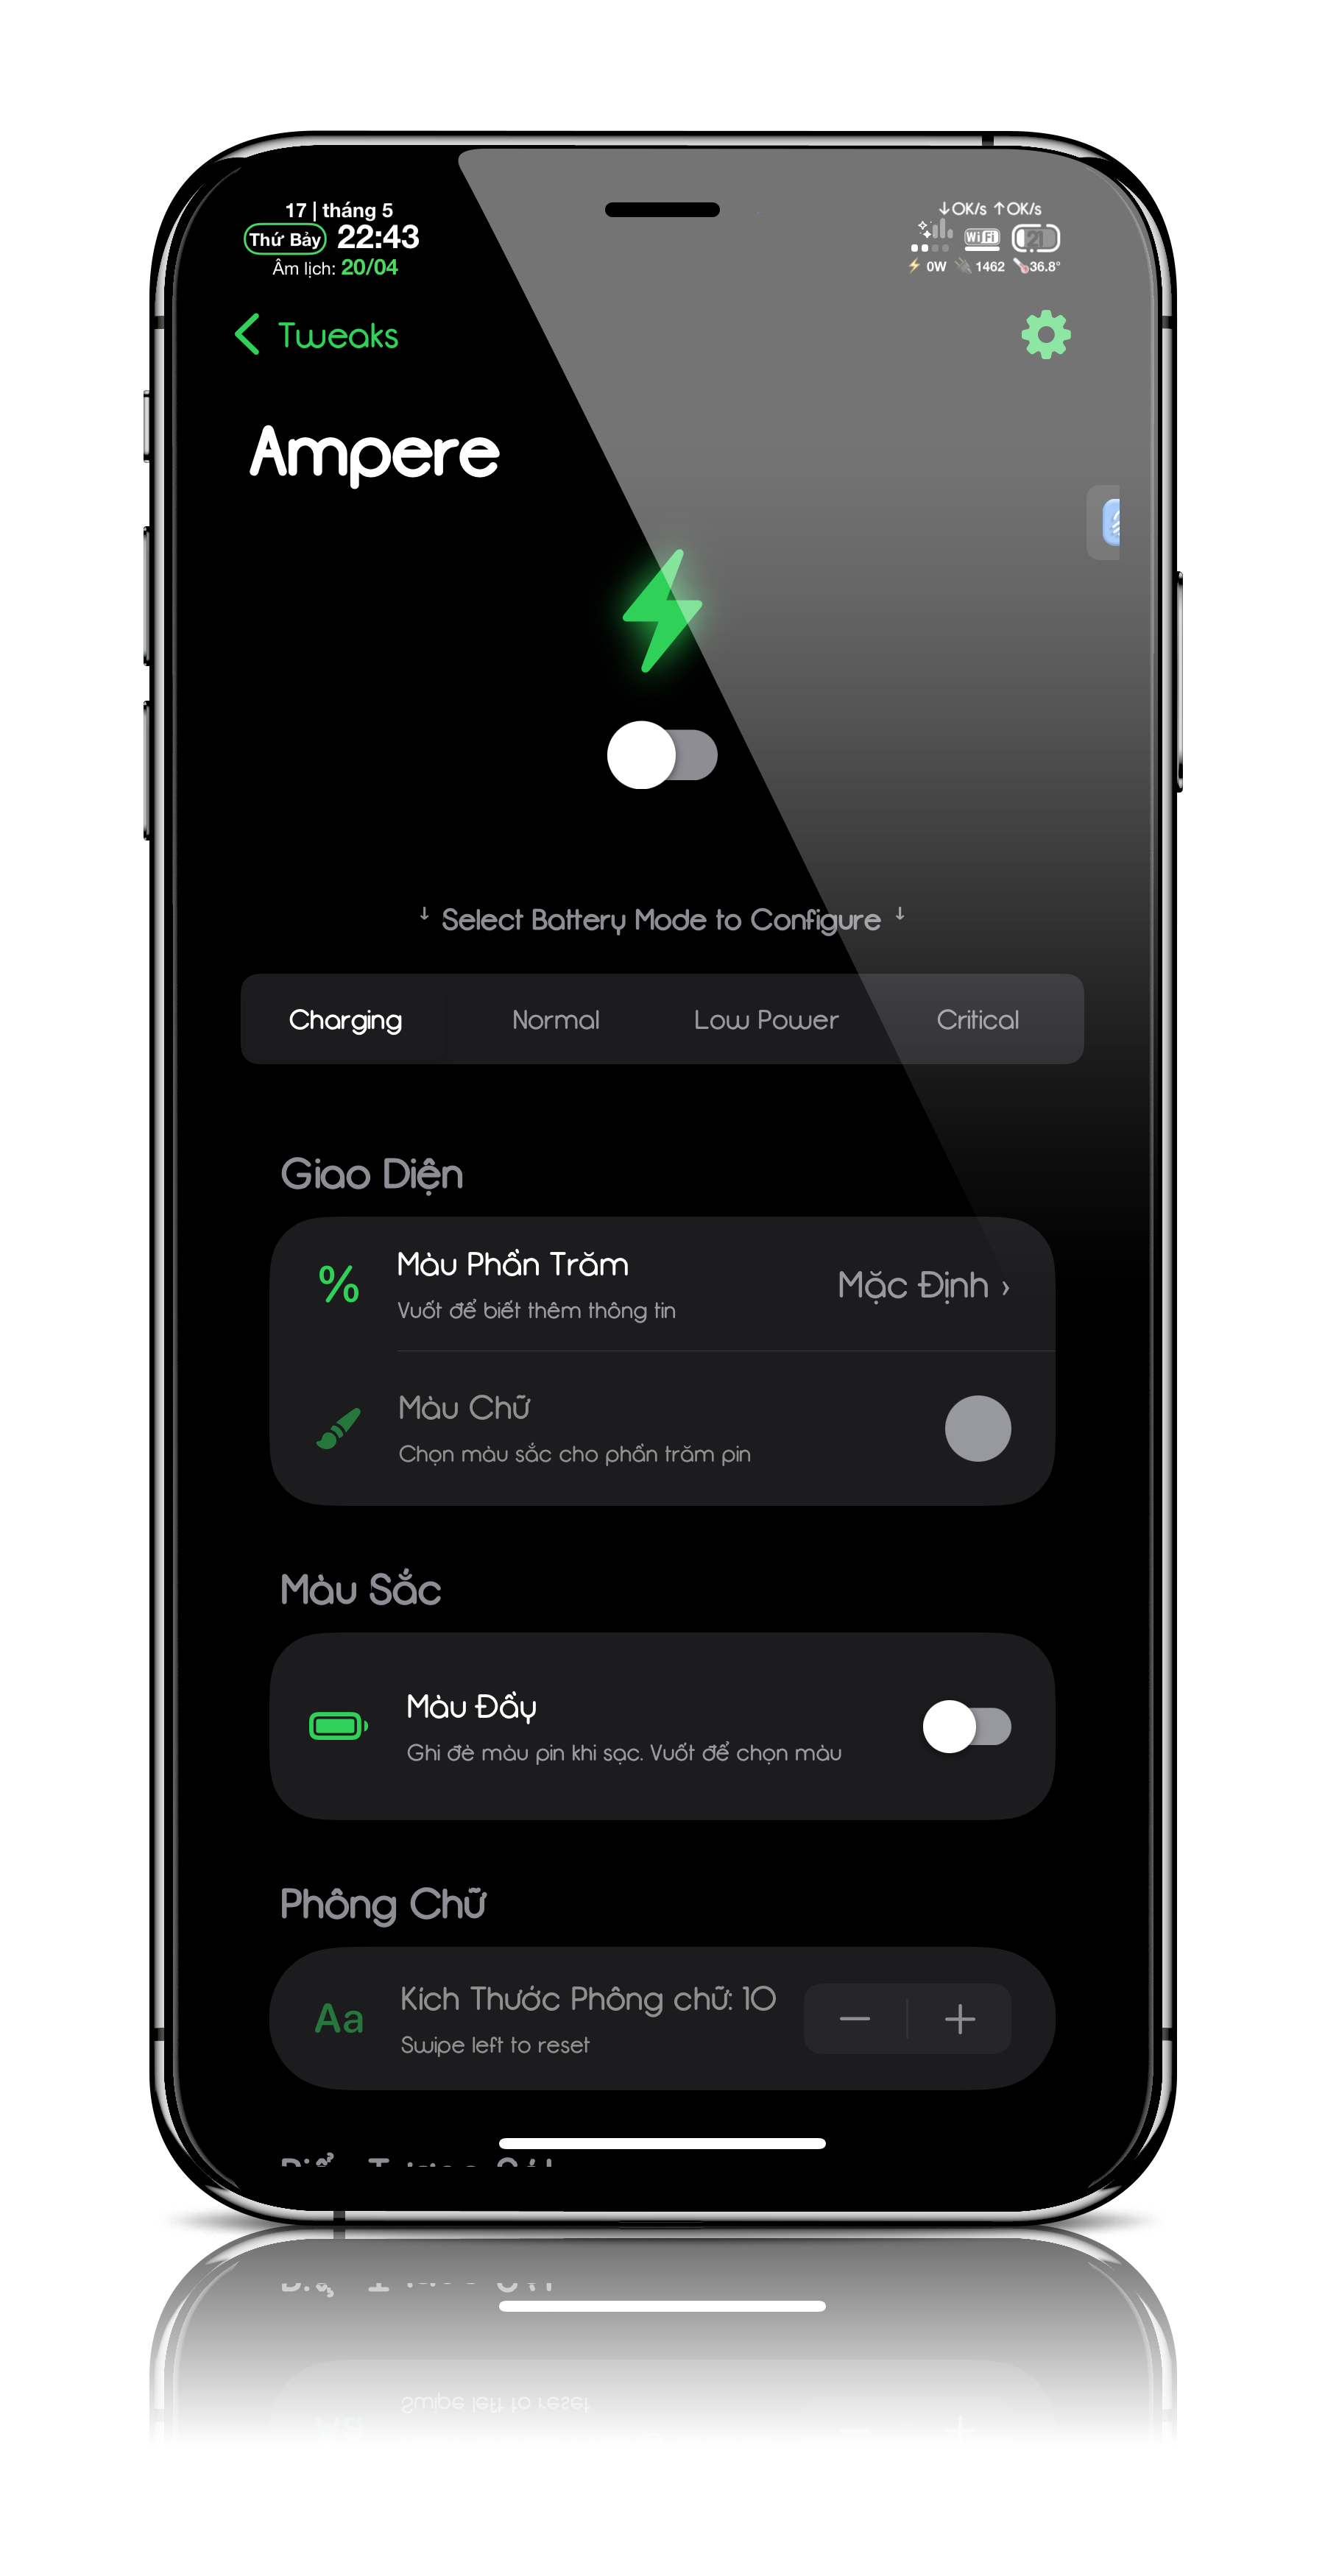 17 | tháng 5
Thứ Bảy 22:43
Âm lịch: 20/04
↓0K/s ↑0K/s
WiFi 21
0W 1462 36.8°
Tweaks
Ampere
↓ Select Battery Mode to Configure ↓
Charging Normal Low Power Critical
Giao Diện
% Màu Phần Trăm
Vuốt để biết thêm thông tin
Mặc Định ›
Màu Chữ
Chọn màu sắc cho phần trăm pin
Màu Sắc
Màu Đầy
Ghi đè màu pin khi sạc. Vuốt để chọn màu
Phông Chữ
Aa Kích Thước Phông chữ: 10
Swipe left to reset